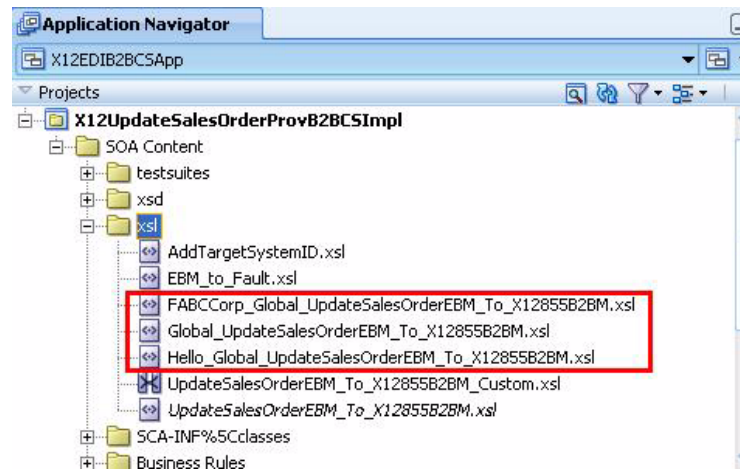 Application Navigator
X12EDIB2BCSApp
Projects
X12UpdateSalesOrderProvB2BCSImpl
SOA Content
testsuites
xsd
xsl
AddTargetSystemID.xsl
EBM_to_Fault.xsl
FABCCorp_Global_UpdateSalesOrderEBM_To_X12855B2BM.xsl
Global_UpdateSalesOrderEBM_To_X12855B2BM.xsl
Hello_Global_UpdateSalesOrderEBM_To_X12855B2BM.xsl
UpdateSalesOrderEBM_To_X12855B2BM_Custom.xsl
UpdateSalesOrderEBM_To_X12855B2BM.xsl
SCA-INF%5Cclasses
Business Rules